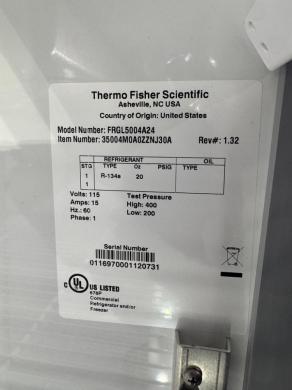 Thermo Fisher Scientific
Asheville, NC USA
Country of Origin: United States
Model Number: FRGL5004A24
Item Number: 35004M0A0ZZNJ30A Rev#: 1.32
REFRIGERANT OIL
STG TYPE Oz PSIG TYPE
1 R-134a 20
1
Volts: 115 Test Pressure
Amps: 15 High: 400
Hz.: 60 Low: 200
Phase: 1
Serial Number
0116970001120731
C UL US LISTED
676P
Commercial
Refrigerator and/or
Freezer